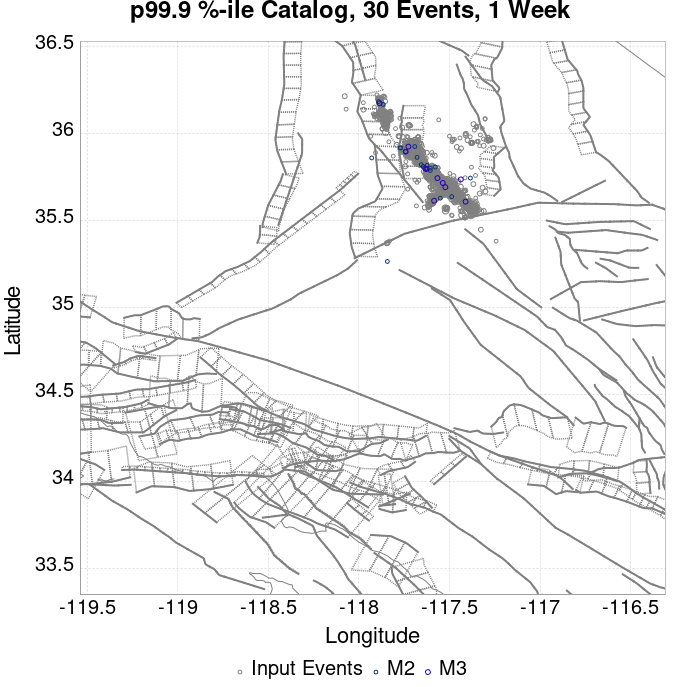 p99.9 %-ile Catalog, 30 Events, 1 Week
36.5
36
35.5
35
34.5
34
33.5
Latitude
-119.5 -119 -118.5 -118 -117.5 -117 -116.5
Longitude
Input Events M2 M3